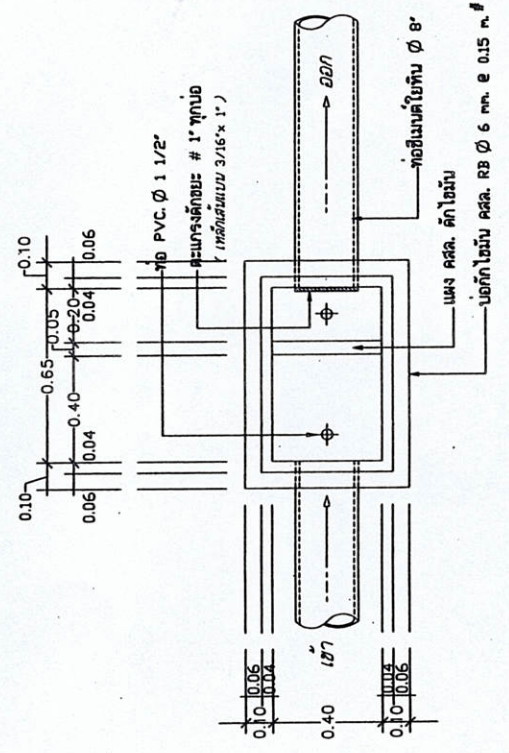 0.10 0.65 0.10
0.05
0.06 0.04 0.40 0.20 0.04 0.06
ท่อ PVC. Ø 1 1/2"
ตะแกรงดักขยะ # 1" ทุกบ่อ
( เหล็กเส้นแบน 3/16"x 1" )
เข้า
ออก
0.10 0.06
0.04
0.40
0.10 0.04
0.06
ท่อซีเมนต์ใยหิน Ø 8"
แผง คสล. ดักไขมัน
บ่อดักไขมัน คสล. RB Ø 6 mm. @ 0.15 m. #